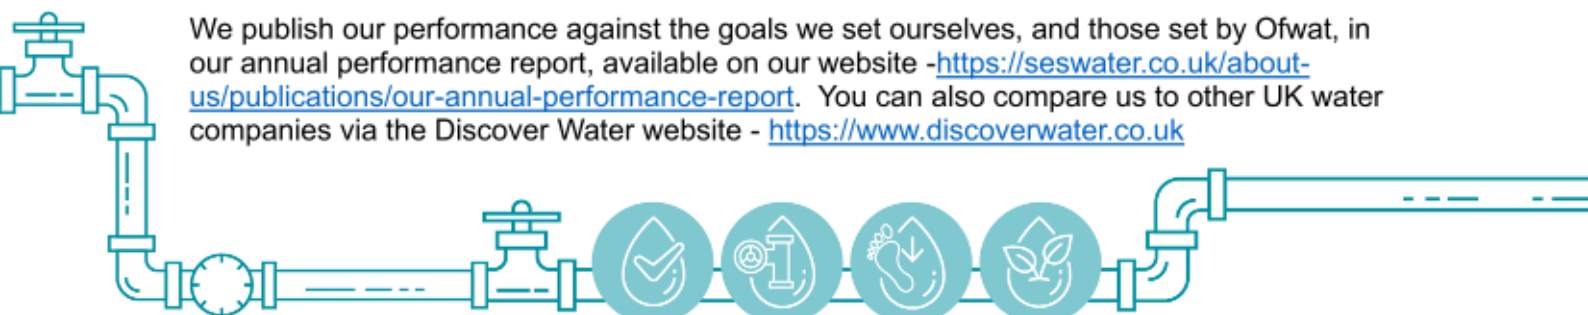 We publish our performance against the goals we set ourselves, and those set by Ofwat, in
our annual performance report, available on our website -https://seswater.co.uk/about-
us/publications/our-annual-performance-report.  You can also compare us to other UK water
companies via the Discover Water website - https://www.discoverwater.co.uk